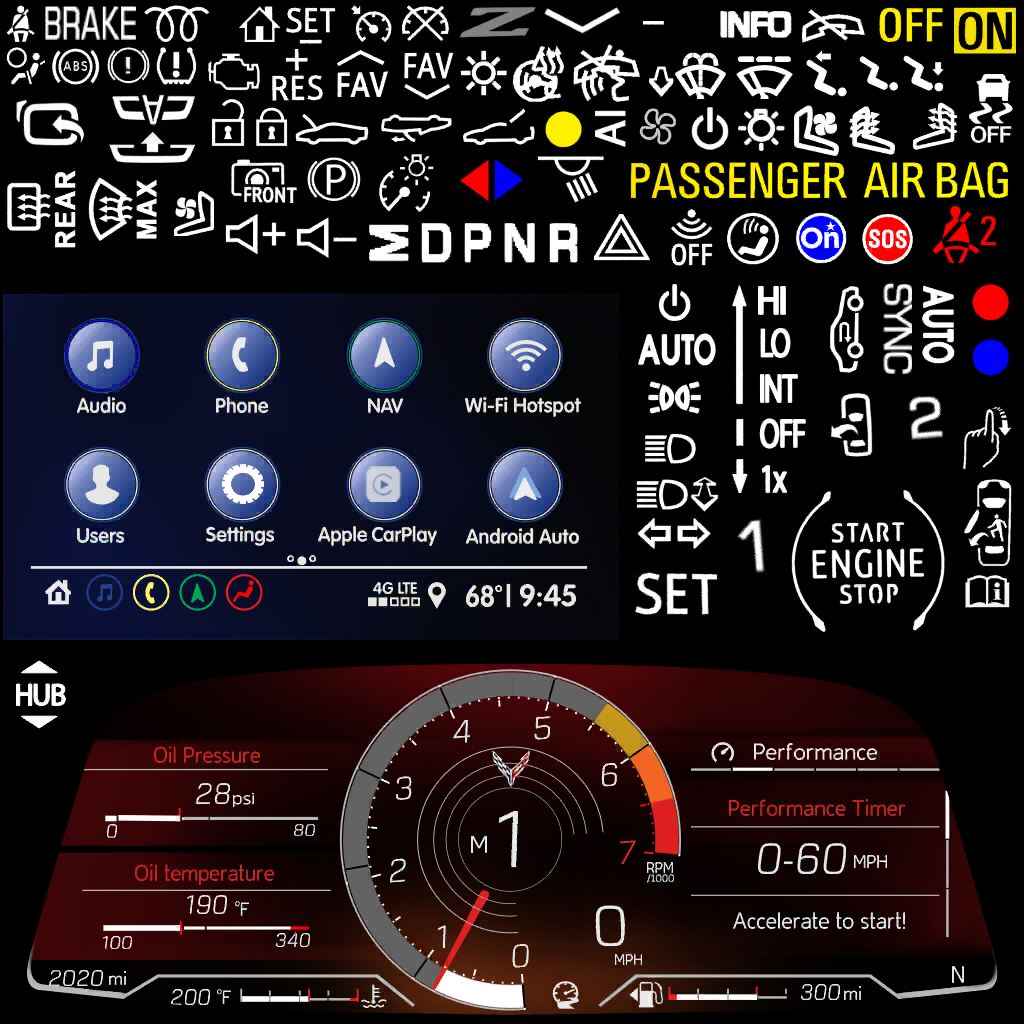 BRAKE SET Z INFO OFF ON
ABS
+
RES
FAV
FAV
OFF
AI
REAR
MAX
FRONT
P
PASSENGER AIR BAG
+
−
M D P N R
OFF
On
SOS
2
Audio
Phone
NAV
Wi-Fi Hotspot
Users
Settings
Apple CarPlay
Android Auto
4G LTE
68° | 9:45
AUTO
SET
HI
LO
INT
OFF
1x
1
SYNC
AUTO
2
START
ENGINE
STOP
HUB
Oil Pressure
28 psi
0 80
Oil temperature
190 °F
100 340
2020 mi
200 °F
0
1
2
3
4
5
6
7
RPM
/1000
M 1
0
MPH
Performance
Performance Timer
0-60 MPH
Accelerate to start!
300 mi
N